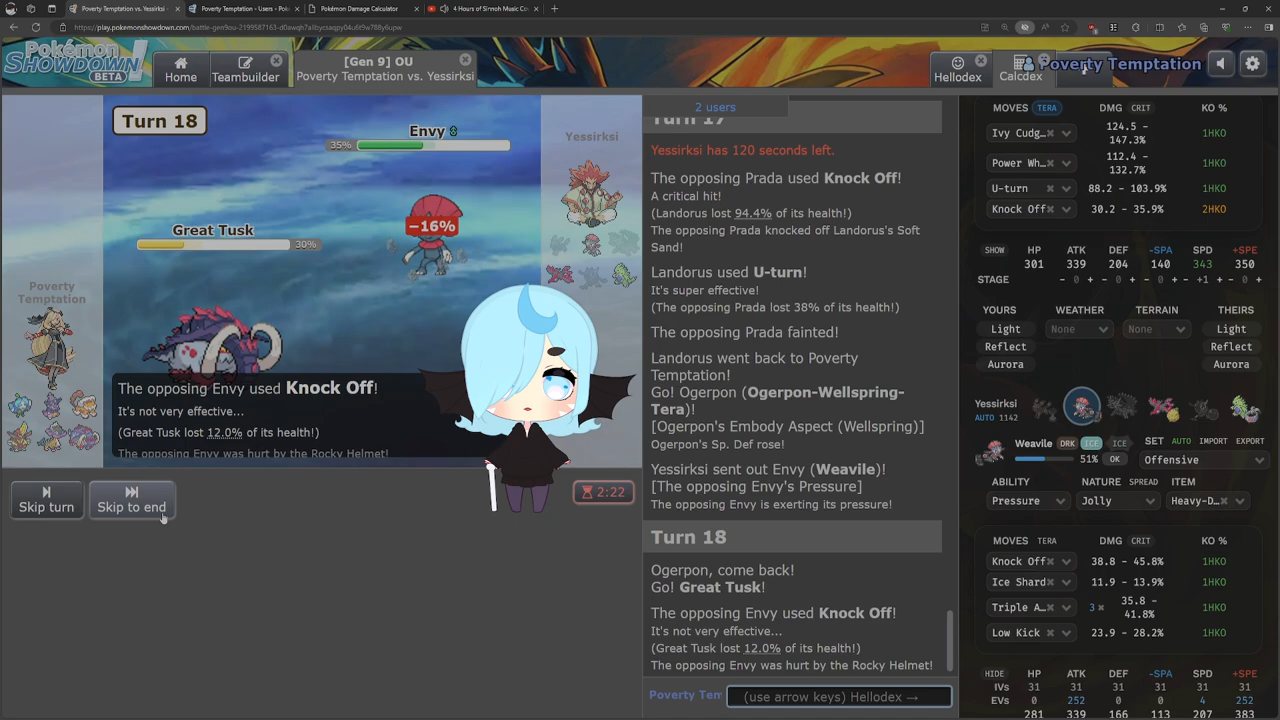 Poverty Temptation vs. Yessirksi -
Poverty Temptation - Users - Pok
Pokémon Damage Calculator
4 Hours of Sinnoh Music Co
Pokémon
SHOWDOWN!
BETA
Home
Teambuilder
[Gen 9] OU
Poverty Temptation vs. Yessirksi
Hellodex
Calcdex
Poverty Temptation
Turn 18
Envy
35%
Great Tusk
30%
−16%
Yessirksi
Poverty
Temptation
The opposing Envy used Knock Off!
It's not very effective...
(Great Tusk lost 12.0% of its health!)
The opposing Envy was hurt by the Rocky Helmet!
Skip turn
Skip to end
2:22
2 users
Turn 17
Yessirksi has 120 seconds left.
The opposing Prada used Knock Off!
A critical hit!
(Landorus lost 94.4% of its health!)
The opposing Prada knocked off Landorus's Soft
Sand!
Landorus used U-turn!
It's super effective!
(The opposing Prada lost 38% of its health!)
The opposing Prada fainted!
Landorus went back to Poverty
Temptation!
Go! Ogerpon (Ogerpon-Wellspring-
Tera)!
[Ogerpon's Embody Aspect (Wellspring)]
Ogerpon's Sp. Def rose!
Yessirksi sent out Envy (Weavile)!
[The opposing Envy's Pressure]
The opposing Envy is exerting its pressure!
Turn 18
Ogerpon, come back!
Go! Great Tusk!
The opposing Envy used Knock Off!
It's not very effective...
(Great Tusk lost 12.0% of its health!)
The opposing Envy was hurt by the Rocky Helmet!
Poverty Tem
(use arrow keys) Hellodex →
MOVES TERA DMG CRIT KO %
Ivy Cudg… 124.5 - 147.3% 1HKO
Power Wh… 112.4 - 132.7% 1HKO
U-turn 88.2 - 103.9% 1HKO
Knock Off 30.2 - 35.9% 2HKO
SHOW HP ATK DEF -SPA SPD +SPE
301 339 204 140 343 350
STAGE - 0 + - 0 + - 0 + - +1 + - 0 +
YOURS WEATHER TERRAIN THEIRS
Light None None Light
Reflect Reflect
Aurora Aurora
Yessirksi
AUTO 1142
Weavile DRK ICE ICE
51% OK
SET AUTO IMPORT EXPORT
Offensive
ABILITY NATURE SPREAD ITEM
Pressure Jolly Heavy-D…
MOVES TERA DMG CRIT KO %
Knock Off 38.8 - 45.8% 1HKO
Ice Shard 11.9 - 13.9% 1HKO
Triple A… 3 × 35.8 - 41.8% 1HKO
Low Kick 23.9 - 28.2% 1HKO
HIDE HP ATK DEF -SPA SPD +SPE
IVs 31 31 31 31 31 31
EVs 0 252 0 0 4 252
281 339 166 113 207 383